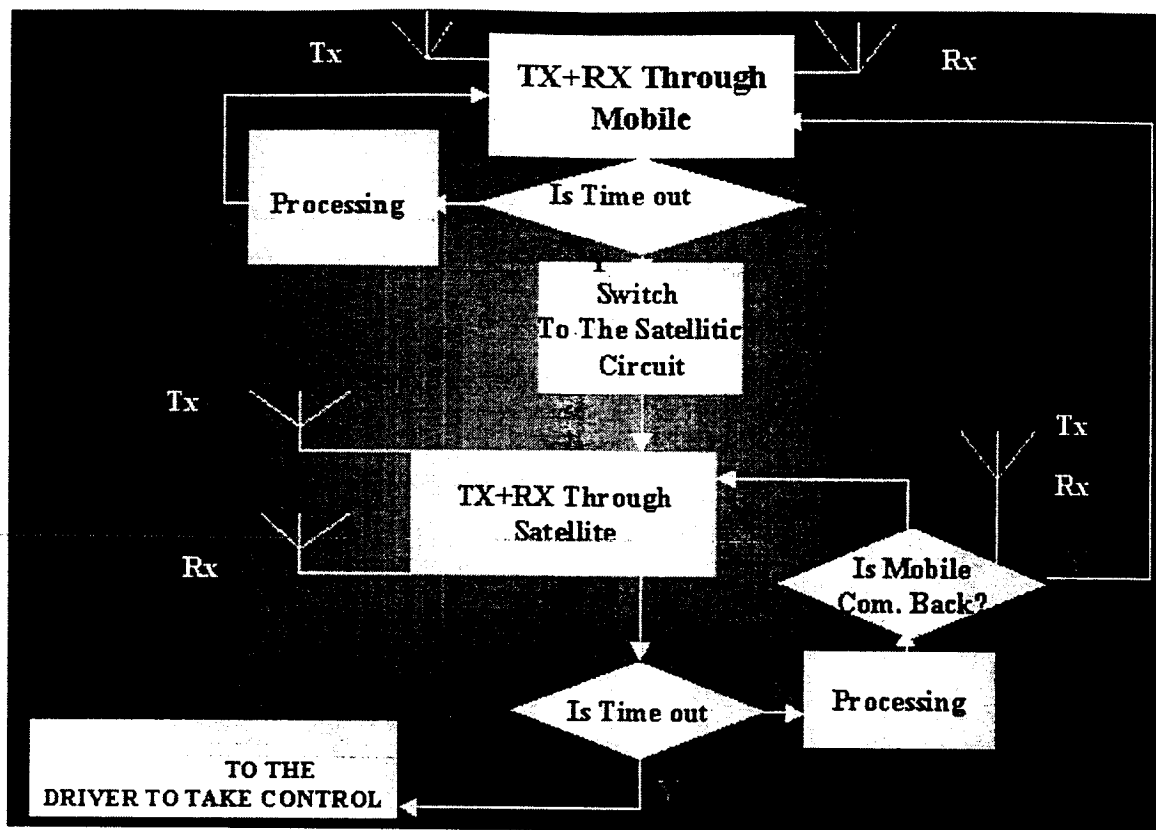 Tx
TX+RX Through
Mobile
Rx
Processing
Is Time out
Switch
To The Satellitic
Circuit
Tx
TX+RX Through
Satellite
Rx
Tx
Rx
Is Mobile
Com. Back?
Is Time out
Processing
TO THE
DRIVER TO TAKE CONTROL